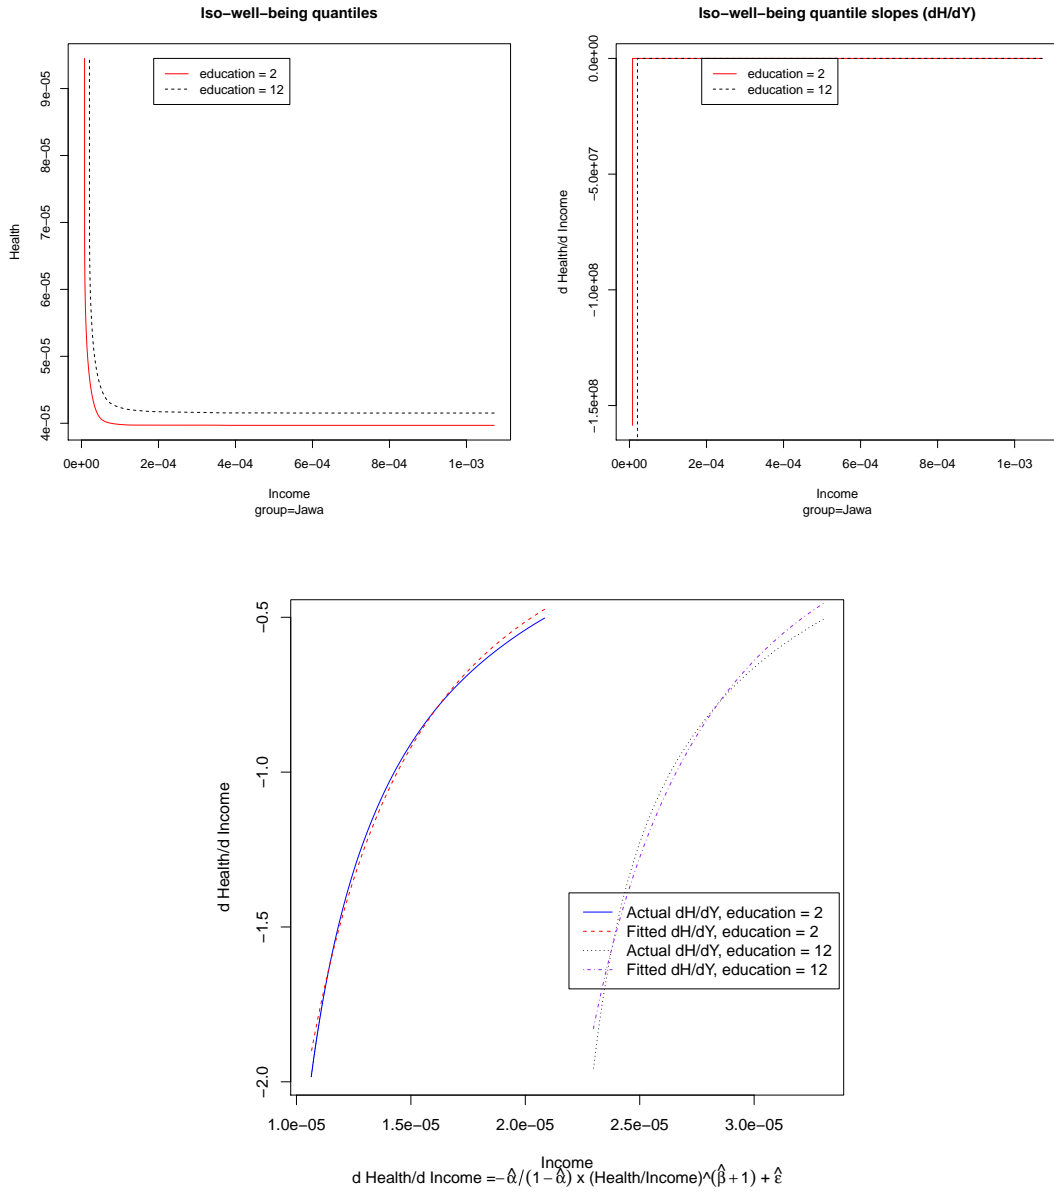 Iso−well−being quantiles
education = 2
education = 12
Health
4e−05 5e−05 6e−05 7e−05 8e−05 9e−05
0e+00 2e−04 4e−04 6e−04 8e−04 1e−03
Income
group=Jawa
Iso−well−being quantile slopes (dH/dY)
education = 2
education = 12
d Health/d Income
−1.5e+08 −1.0e+08 −5.0e+07 0.0e+00
0e+00 2e−04 4e−04 6e−04 8e−04 1e−03
Income
group=Jawa
d Health/d Income
−2.0 −1.5 −1.0 −0.5
Actual dH/dY, education = 2
Fitted dH/dY, education = 2
Actual dH/dY, education = 12
Fitted dH/dY, education = 12
1.0e−05 1.5e−05 2.0e−05 2.5e−05 3.0e−05
Income
d Health/d Income =−α̂/(1−α̂) x (Health/Income)^(β̂+1) + ε̂